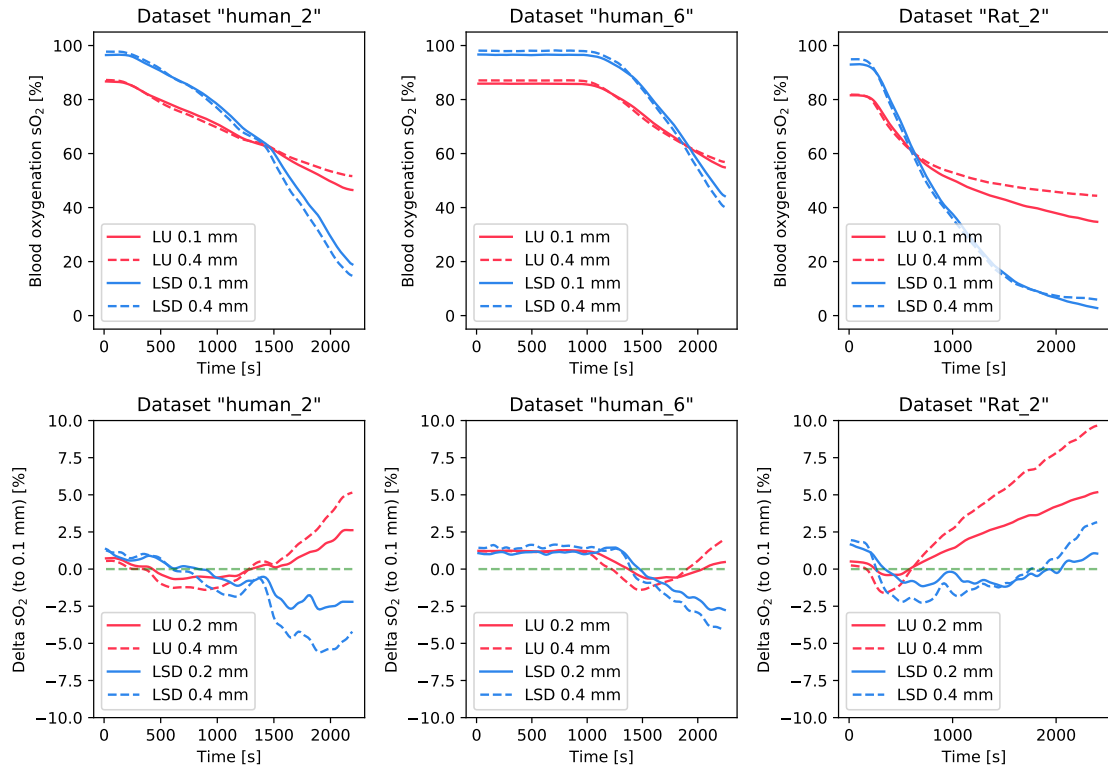 Dataset "human_2"
Blood oxygenation sO₂ [%]
100
80
60
40
20
0
LU 0.1 mm
LU 0.4 mm
LSD 0.1 mm
LSD 0.4 mm
0 500 1000 1500 2000
Time [s]
Dataset "human_6"
Blood oxygenation sO₂ [%]
100
80
60
40
20
0
LU 0.1 mm
LU 0.4 mm
LSD 0.1 mm
LSD 0.4 mm
0 500 1000 1500 2000
Time [s]
Dataset "Rat_2"
Blood oxygenation sO₂ [%]
100
80
60
40
20
0
LU 0.1 mm
LU 0.4 mm
LSD 0.1 mm
LSD 0.4 mm
0 1000 2000
Time [s]
Dataset "human_2"
Delta sO₂ (to 0.1 mm) [%]
10.0
7.5
5.0
2.5
0.0
−2.5
−5.0
−7.5
−10.0
LU 0.2 mm
LU 0.4 mm
LSD 0.2 mm
LSD 0.4 mm
0 500 1000 1500 2000
Time [s]
Dataset "human_6"
Delta sO₂ (to 0.1 mm) [%]
10.0
7.5
5.0
2.5
0.0
−2.5
−5.0
−7.5
−10.0
LU 0.2 mm
LU 0.4 mm
LSD 0.2 mm
LSD 0.4 mm
0 500 1000 1500 2000
Time [s]
Dataset "Rat_2"
Delta sO₂ (to 0.1 mm) [%]
10.0
7.5
5.0
2.5
0.0
−2.5
−5.0
−7.5
−10.0
LU 0.2 mm
LU 0.4 mm
LSD 0.2 mm
LSD 0.4 mm
0 1000 2000
Time [s]